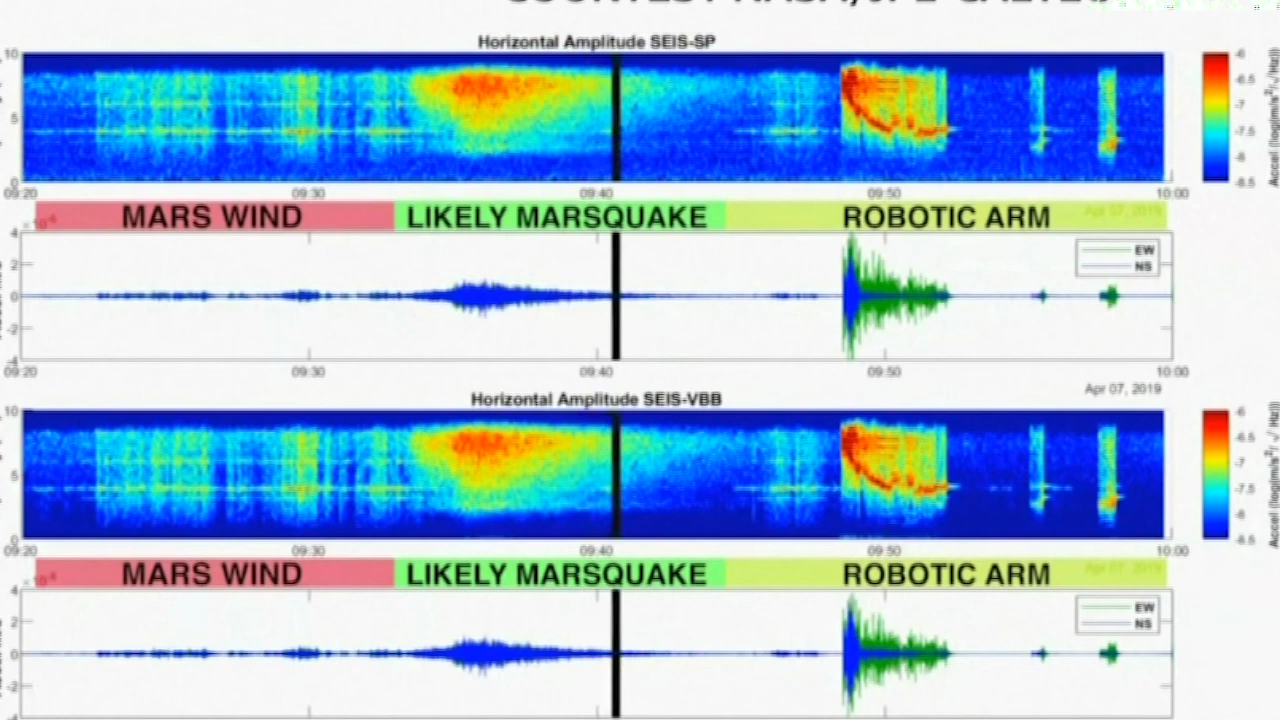 Horizontal Amplitude SEIS-SP
10
5
0
09:20 09:30 09:40 09:50 10:00
-6
-6.5
-7
-7.5
-8
-8.5
MARS WIND LIKELY MARSQUAKE ROBOTIC ARM
Apr 07, 2019
4
2
0
-2
-4
EW
NS
09:20 09:30 09:40 09:50 10:00
Apr 07, 2019
Horizontal Amplitude SEIS-VBB
10
5
0
09:20 09:30 09:40 09:50 10:00
-6
-6.5
-7
-7.5
-8
-8.5
MARS WIND LIKELY MARSQUAKE ROBOTIC ARM
Apr 07, 2019
4
2
0
-2
-4
EW
NS